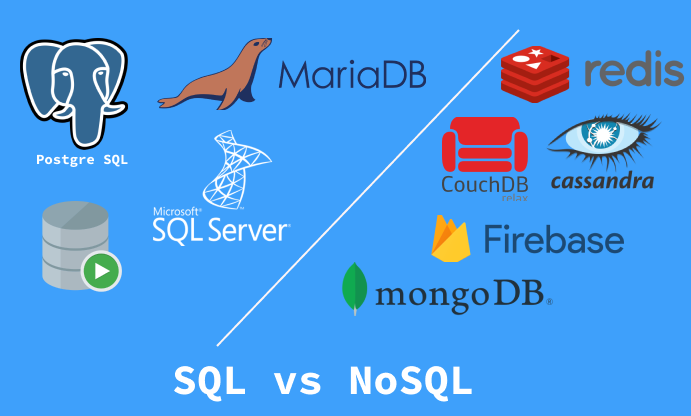 Postgre SQL
MariaDB
Microsoft®
SQL Server®
redis
CouchDB
relax
cassandra
Firebase
mongoDB®
SQL vs NoSQL